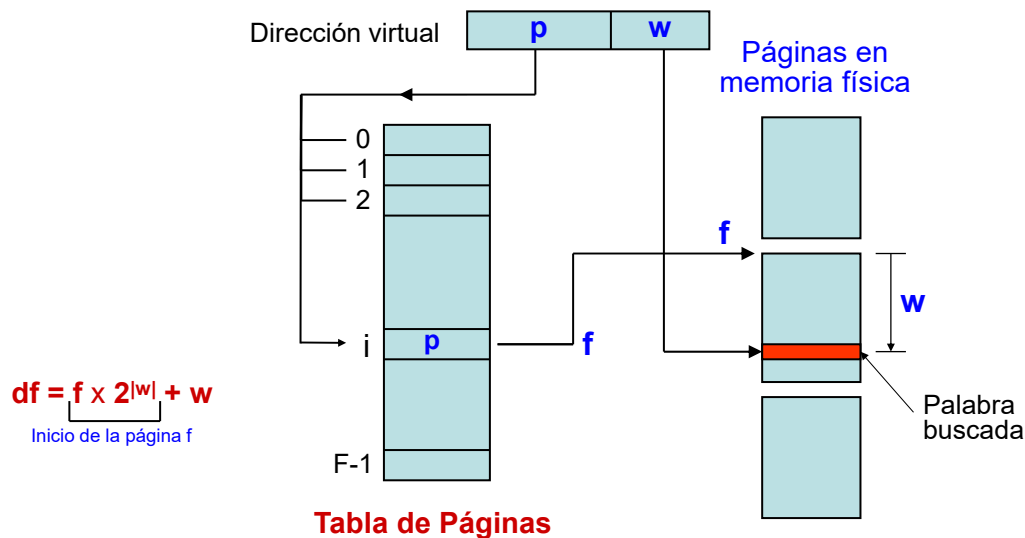 Dirección virtual
p
w
Páginas en
memoria física
0
1
2
f
w
i
p
f
df = f x 2|w| + w
Inicio de la página f
Palabra
buscada
F-1
Tabla de Páginas